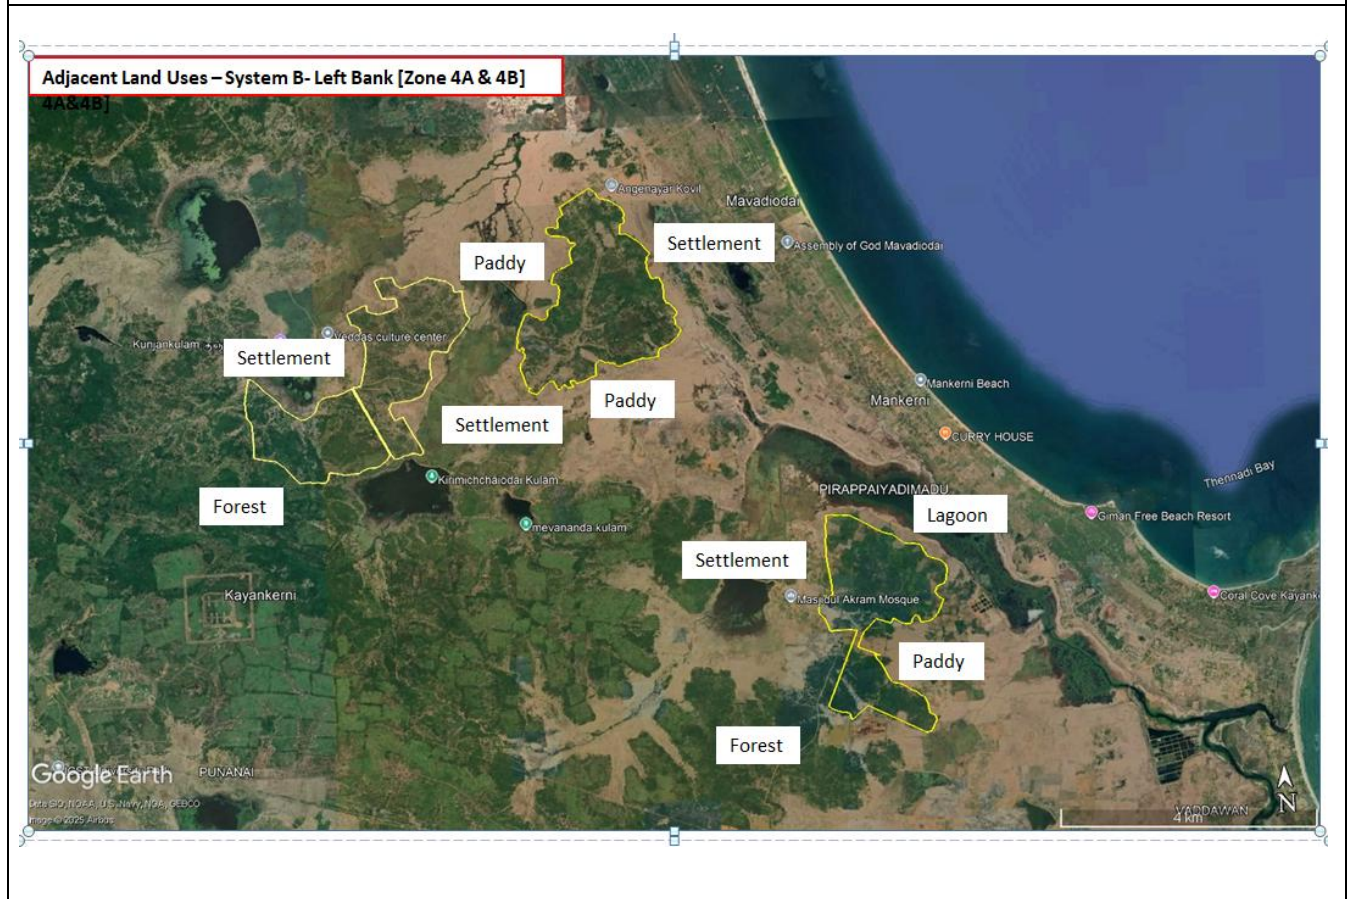 Adjacent Land Uses – System B- Left Bank [Zone 4A & 4B]
4A&4B]
Angenayar Kovil
Mavadiodai
Settlement
Assembly of God Mavadiodai
Paddy
Veddas culture center
Kunjankulam
Settlement
Mankerni Beach
Paddy
Mankerni
Settlement
CURRY HOUSE
Thennadi Bay
Kirimichchaiodai Kulam
PIRAPPAIYADIMADU
Forest
Lagoon
Giman Free Beach Resort
mevananda kulam
Settlement
Kayankerni
Masjidul Akram Mosque
Coral Cove Kayank
Paddy
Forest
Google Earth
PUNANAI
Data SIO, NOAA, U.S. Navy, NGA, GEBCO
Image © 2025 Airbus
N
VADDAWAN
4 km